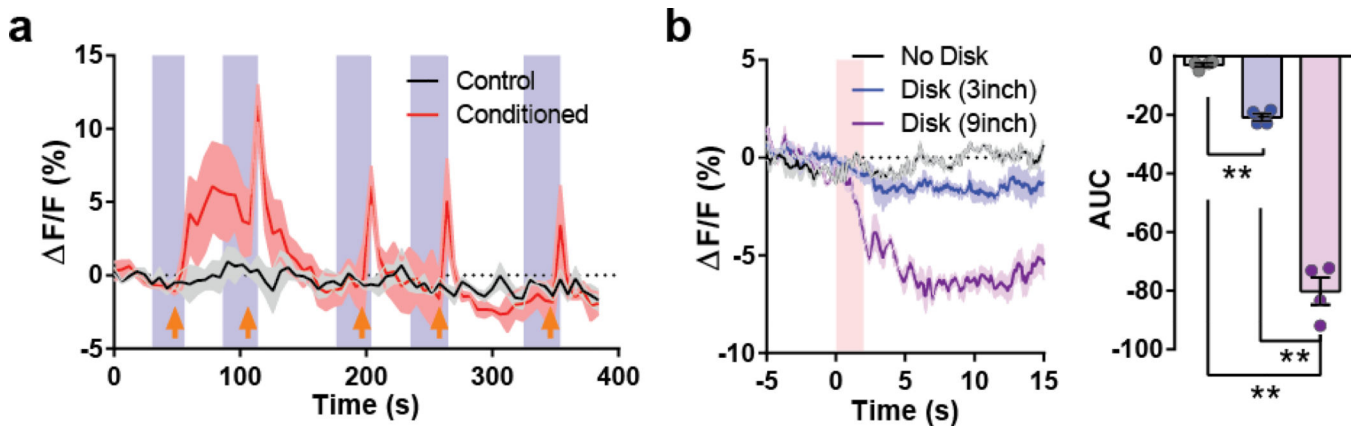 a
ΔF/F (%)
15
10
5
0
-5
Control
Conditioned
0
100
200
300
400
Time (s)
b
ΔF/F (%)
5
0
-5
-10
No Disk
Disk (3inch)
Disk (9inch)
-5
0
5
10
15
Time (s)
AUC
0
-20
-40
-60
-80
-100
**
**
**